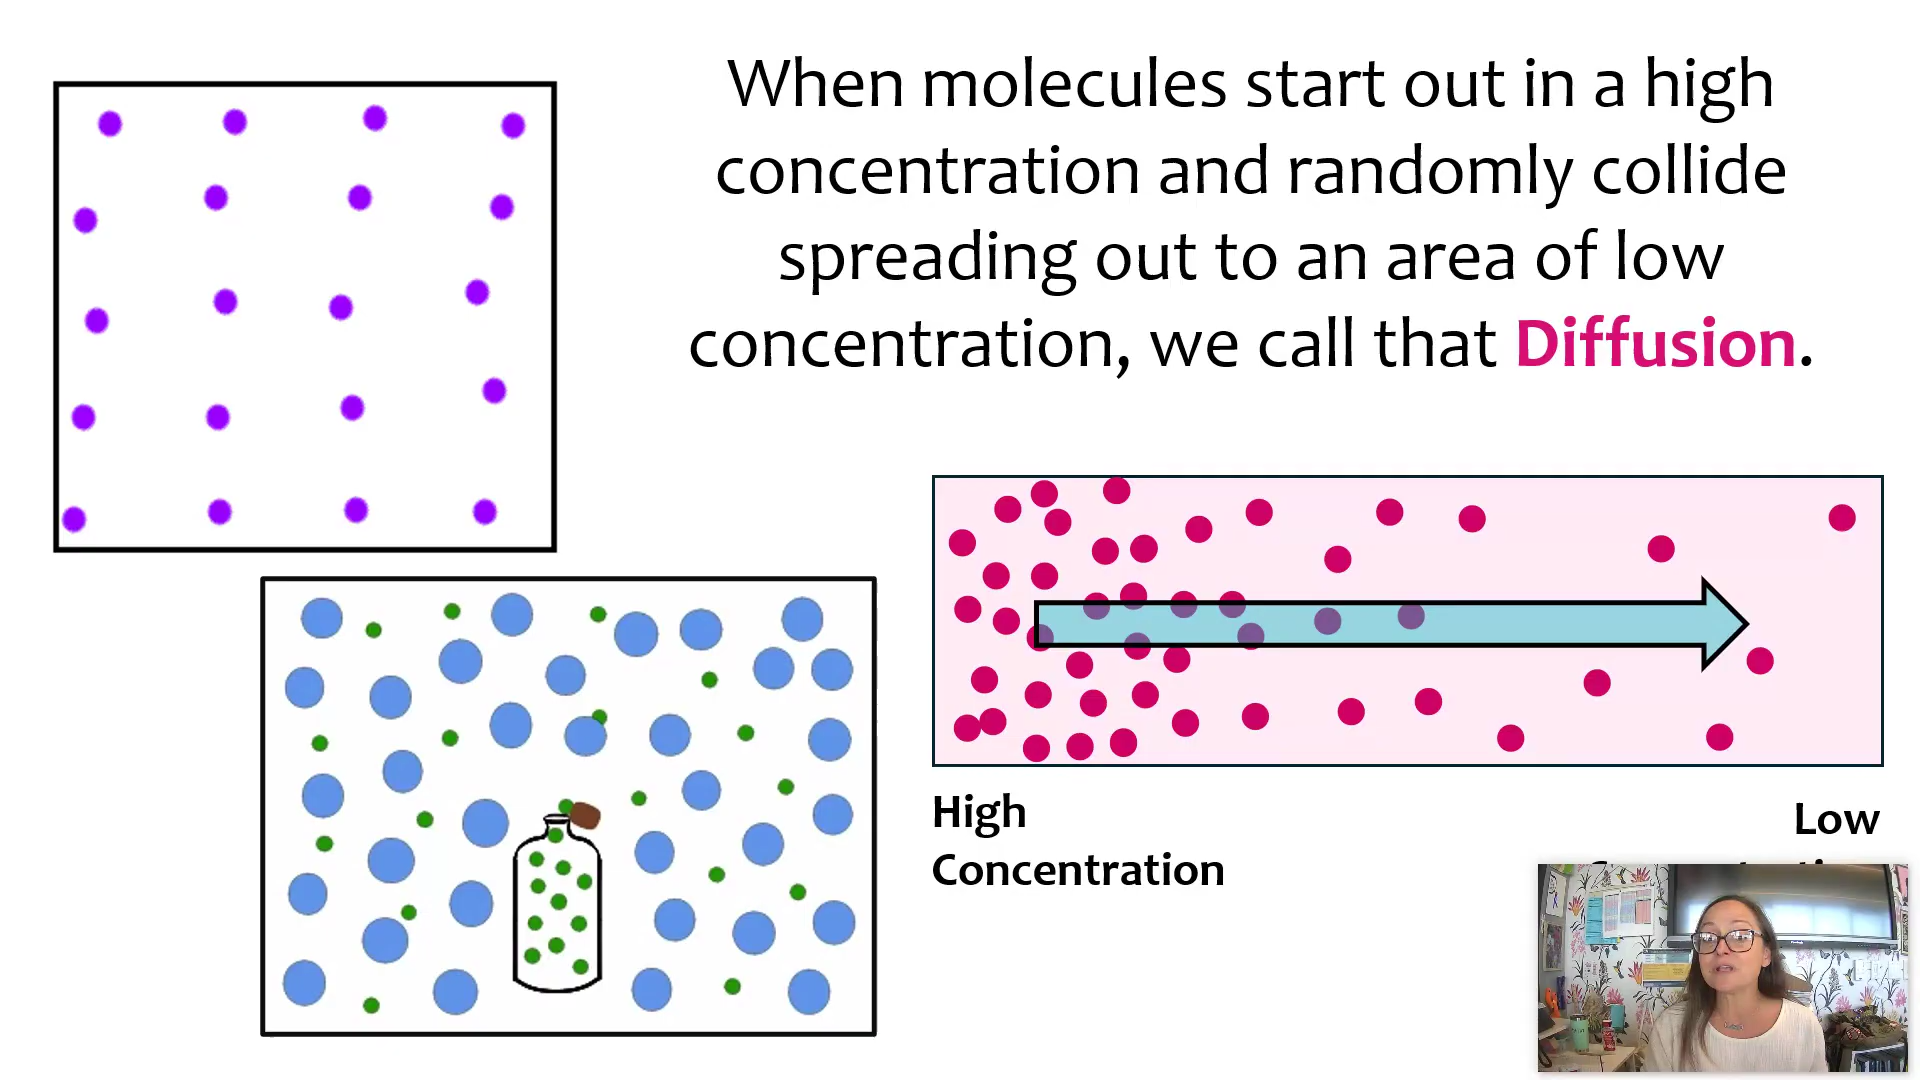 When molecules start out in a high
concentration and randomly collide
spreading out to an area of low
concentration, we call that Diffusion.
High
Concentration
Low